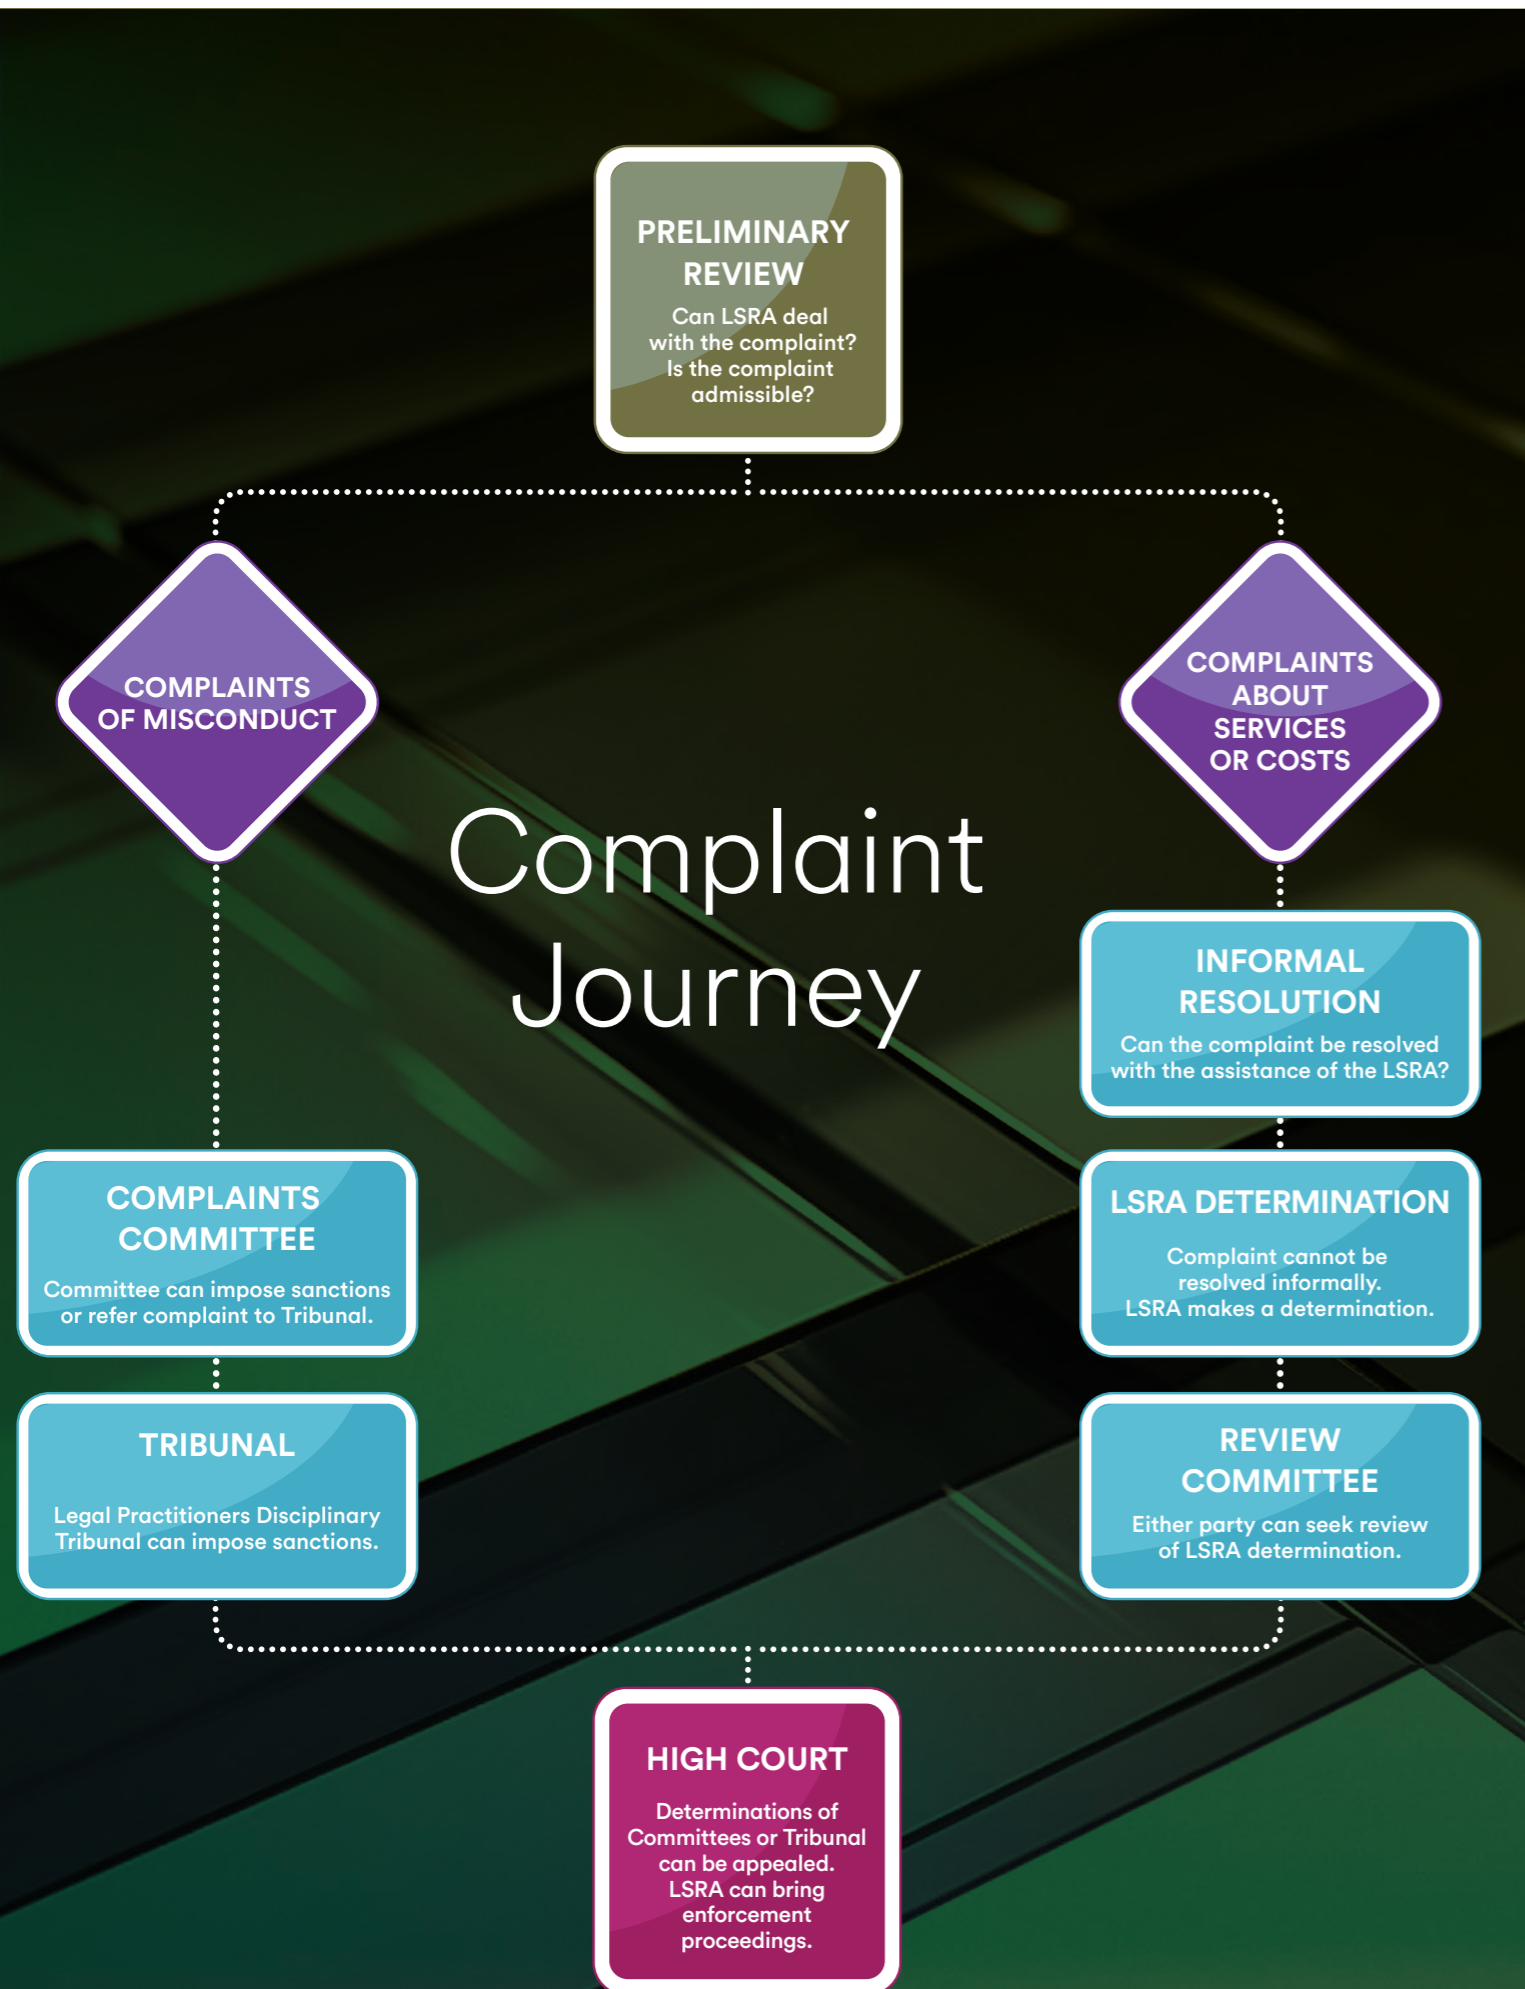 PRELIMINARY
REVIEW
Can LSRA deal
with the complaint?
Is the complaint
admissible?
COMPLAINTS
OF MISCONDUCT
COMPLAINTS
ABOUT
SERVICES
OR COSTS
Complaint
Journey
INFORMAL
RESOLUTION
Can the complaint be resolved
with the assistance of the LSRA?
COMPLAINTS
COMMITTEE
Committee can impose sanctions
or refer complaint to Tribunal.
LSRA DETERMINATION
Complaint cannot be
resolved informally.
LSRA makes a determination.
TRIBUNAL
Legal Practitioners Disciplinary
Tribunal can impose sanctions.
REVIEW
COMMITTEE
Either party can seek review
of LSRA determination.
HIGH COURT
Determinations of
Committees or Tribunal
can be appealed.
LSRA can bring
enforcement
proceedings.